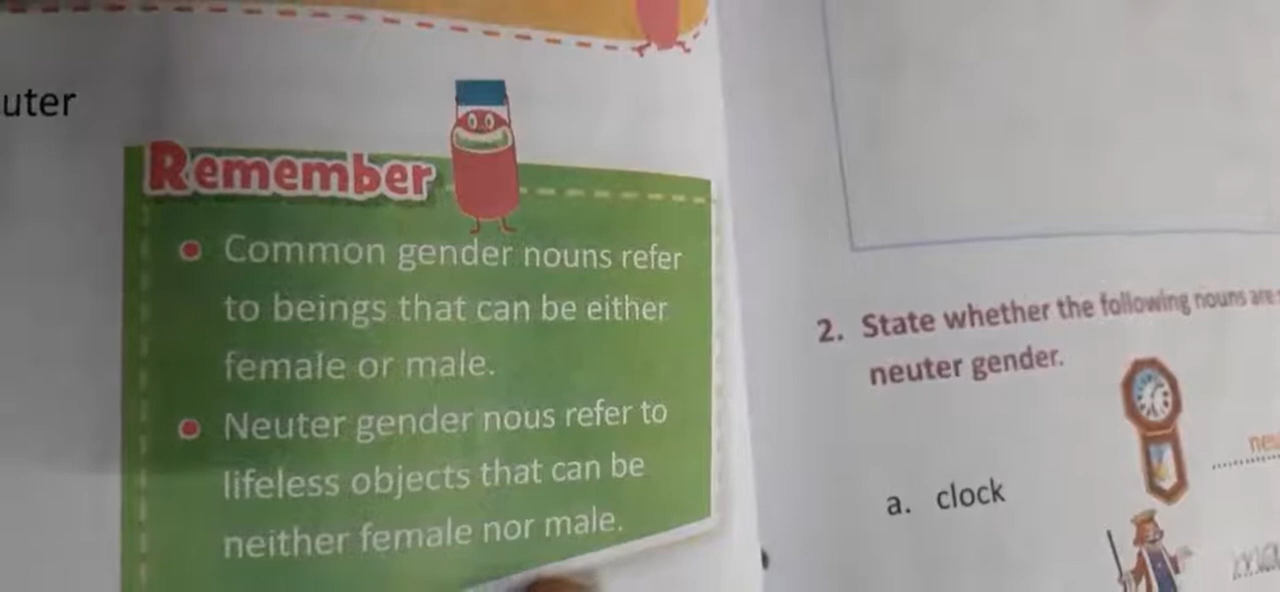 uter
Remember
Common gender nouns refer
to beings that can be either
female or male.
Neuter gender nous refer to
lifeless objects that can be
neither female nor male.
2. State whether the following nouns are
neuter gender.
a. clock
neu